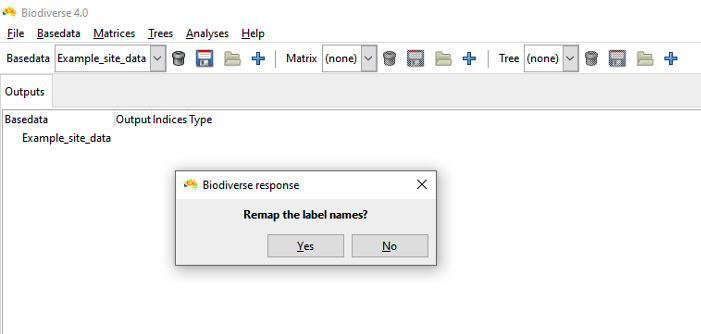 Biodiverse 4.0
File Basedata Matrices Trees Analyses Help
Basedata Example_site_data Matrix (none) Tree (none)
Outputs
Basedata Output Indices Type
Example_site_data
Biodiverse response
Remap the label names?
Yes No